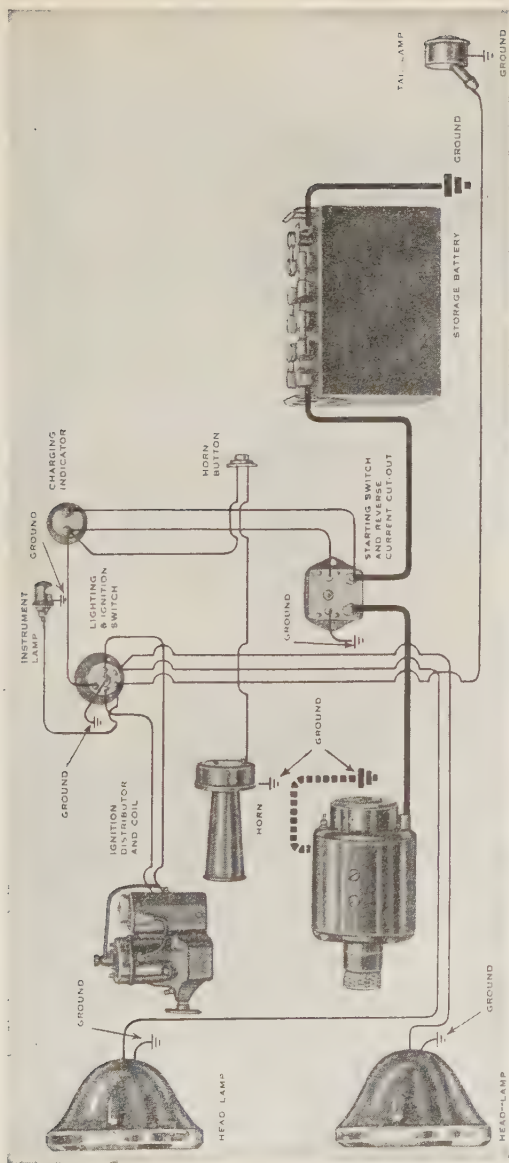 INSTRUMENT
LAMP
GROUND
CHARGING
INDICATOR
GROUND
LIGHTING
& IGNITION
SWITCH
GROUND
IGNITION
DISTRIBUTOR
AND COIL
HORN
BUTTON
HEAD LAMP
HORN
GROUND
GROUND
STARTING SWITCH
AND REVERSE
CURRENT CUT-OUT
TAIL LAMP
STORAGE BATTERY
GROUND
GROUND
HEAD--LAMP
GROUND